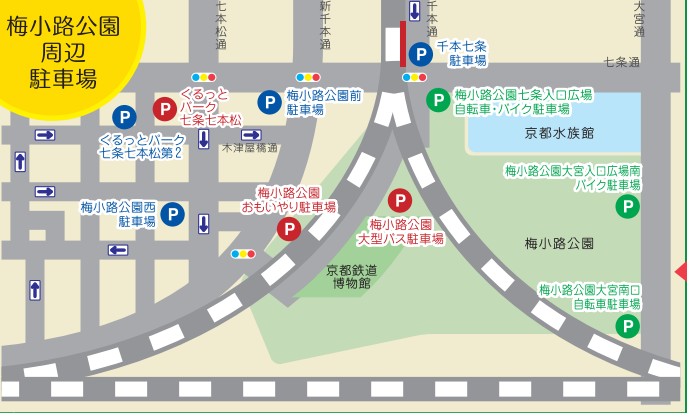 梅小路公園
周辺
駐車場
七本松通
新千本通
千本通
大宮通
七条通
P
千本七条
駐車場
P
くるっと
パーク
七条七本松
P
梅小路公園前
駐車場
P
梅小路公園七条入口広場
自転車・バイク駐車場
P
くるっとパーク
七条七本松第2
木津屋橋通
京都水族館
梅小路公園大宮入口広場南
バイク駐車場
P
梅小路公園西
駐車場
P
梅小路公園
おもいやり駐車場
P
P
梅小路公園
大型バス駐車場
梅小路公園
京都鉄道
博物館
梅小路公園大宮南口
自転車駐車場
P